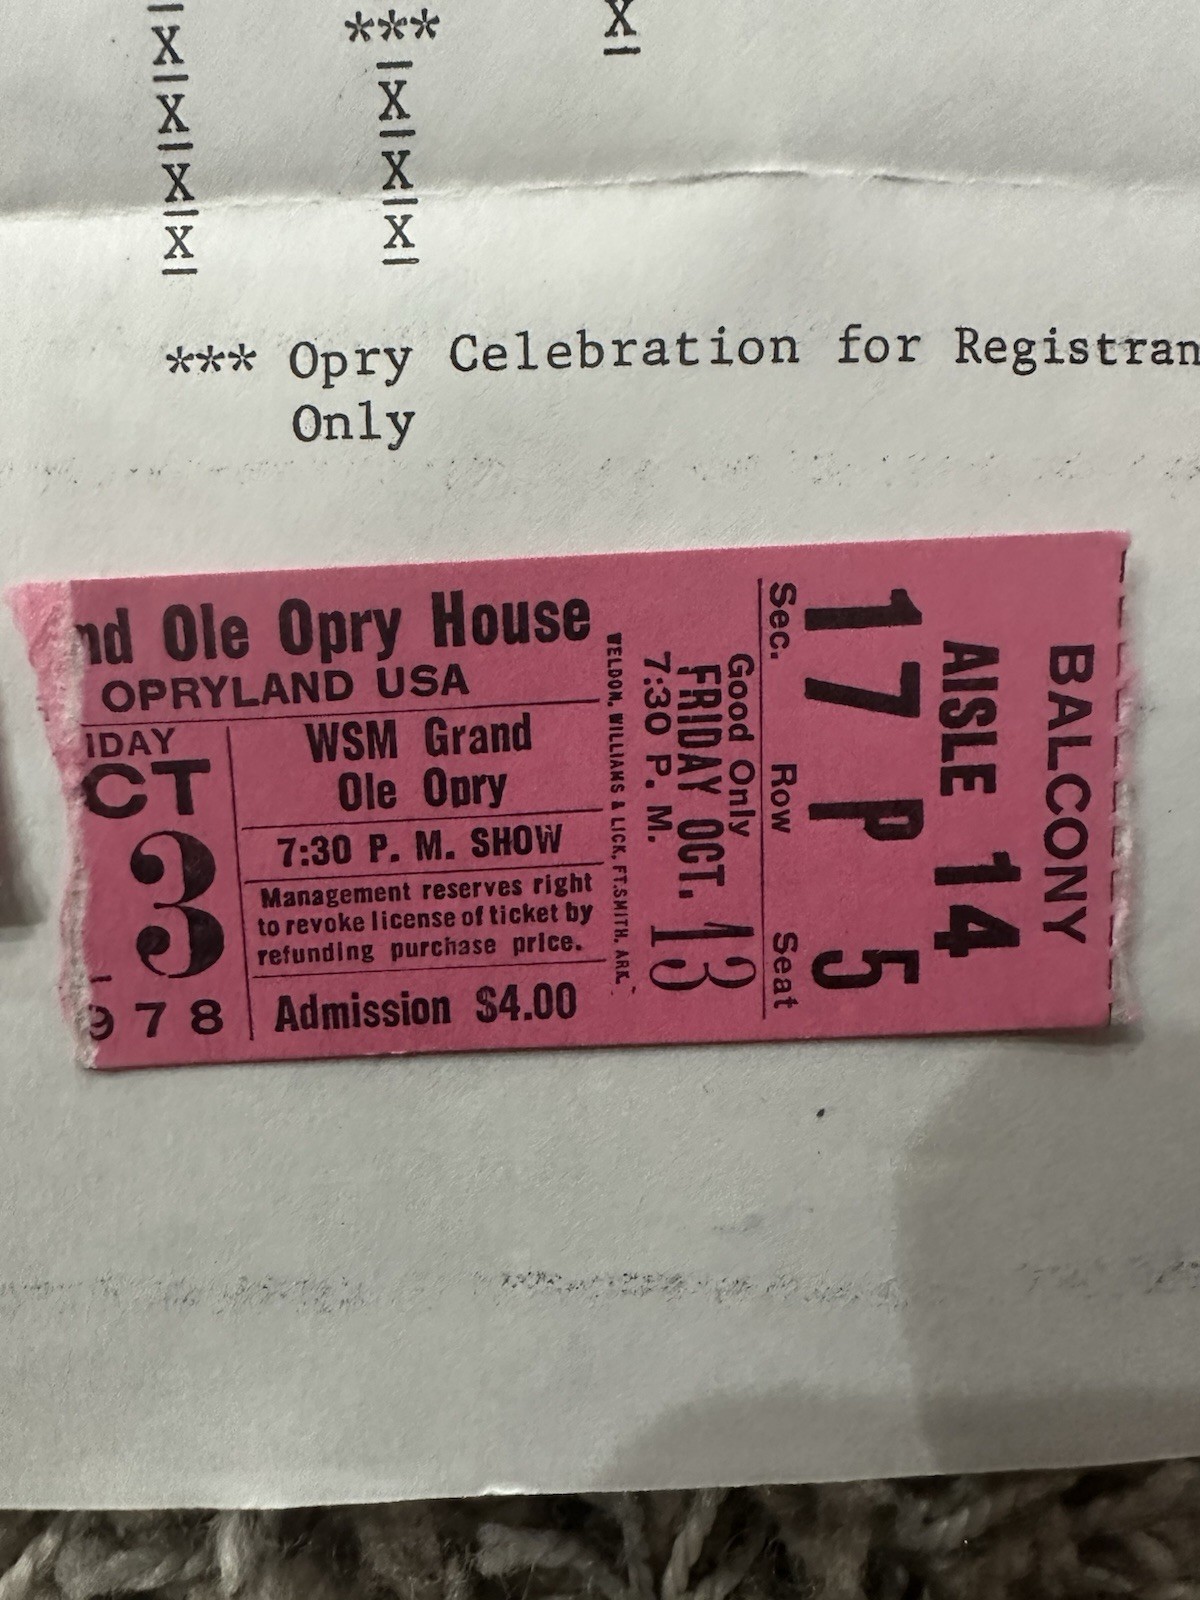 X *** X
X X
X X
X X
*** Opry Celebration for Registran
Only
nd Ole Opry House
OPRYLAND USA
IDAY
CT
3
978
WSM Grand
Ole Opry
7:30 P. M. SHOW
Management reserves right
to revoke license of ticket by
refunding purchase price.
Admission $4.00
WELDON, WILLIAMS & LICK, FT.SMITH, ARK.
Good Only
FRIDAY OCT. 13
7:30 P. M.
BALCONY
AISLE 14
17 P 5
Sec. Row Seat